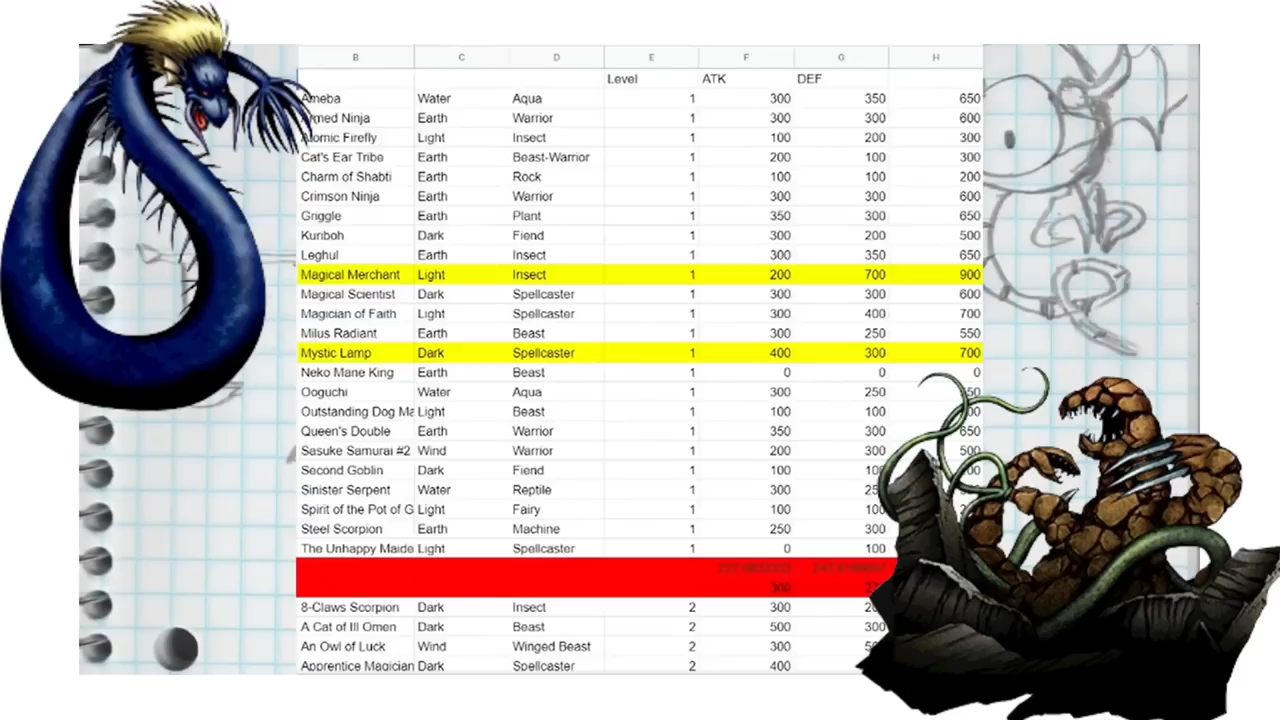 B C D E F G H
Level ATK DEF
Ameba Water Aqua 1 300 350 650
Armed Ninja Earth Warrior 1 300 300 600
Atomic Firefly Light Insect 1 100 200 300
Cat's Ear Tribe Earth Beast-Warrior 1 200 100 300
Charm of Shabti Earth Rock 1 100 100 200
Crimson Ninja Earth Warrior 1 300 300 600
Griggle Earth Plant 1 350 300 650
Kuriboh Dark Fiend 1 300 200 500
Leghul Earth Insect 1 300 350 650
Magical Merchant Light Insect 1 200 700 900
Magical Scientist Dark Spellcaster 1 300 300 600
Magician of Faith Light Spellcaster 1 300 400 700
Milus Radiant Earth Beast 1 300 250 550
Mystic Lamp Dark Spellcaster 1 400 300 700
Neko Mane King Earth Beast 1 0 0 0
Ooguchi Water Aqua 1 300 250
Outstanding Dog Ma Light Beast 1 100 100
Queen's Double Earth Warrior 1 350 300 650
Sasuke Samurai #2 Wind Warrior 1 200 300 500
Second Goblin Dark Fiend 1 100 100
Sinister Serpent Water Reptile 1 300 250
Spirit of the Pot of G Light Fairy 1 100 100
Steel Scorpion Earth Machine 1 250 300
The Unhappy Maide Light Spellcaster 1 0 100
300
8-Claws Scorpion Dark Insect 2 300
A Cat of Ill Omen Dark Beast 2 500 300
An Owl of Luck Wind Winged Beast 2 300
Apprentice Magician Dark Spellcaster 2 400